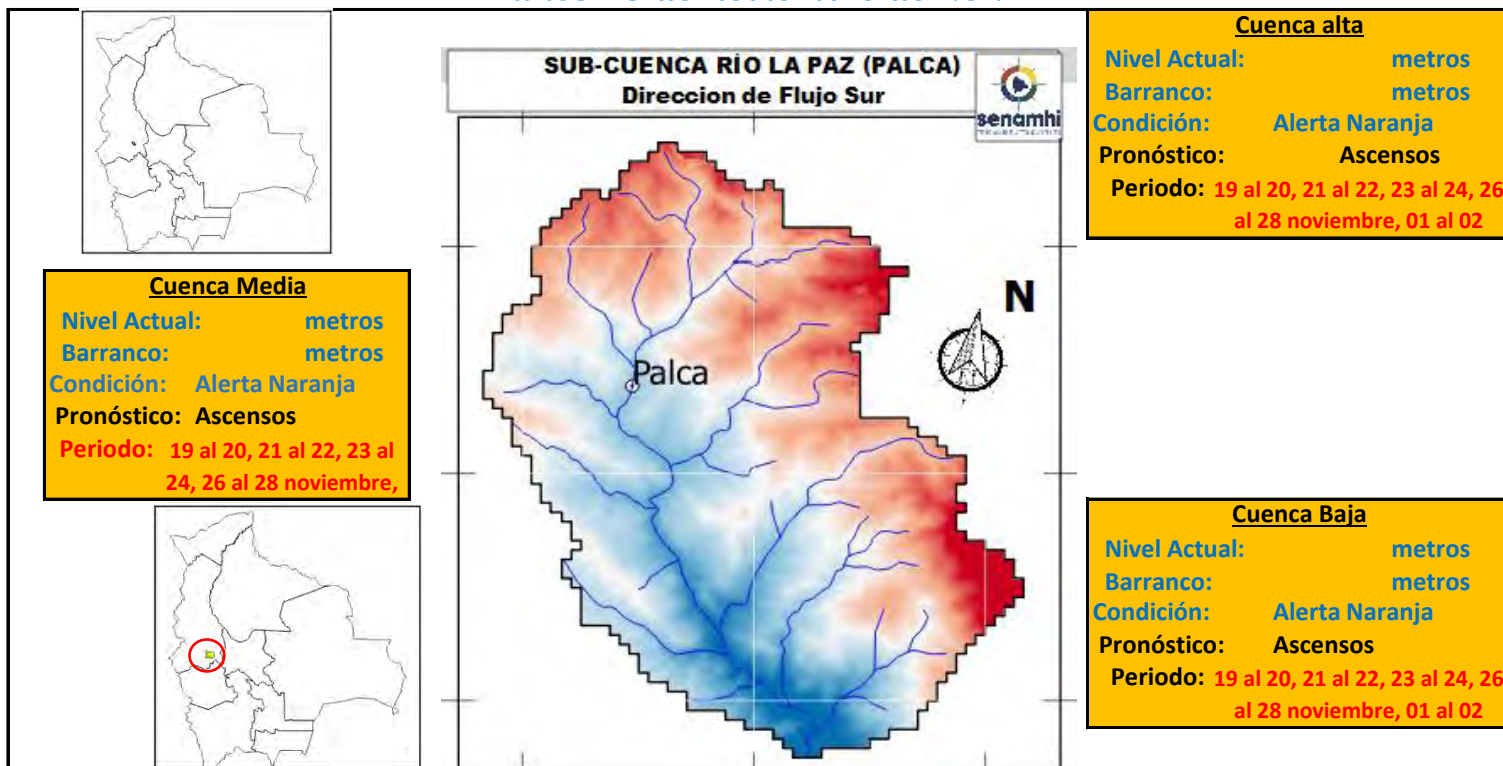 Cuenca alta
Nivel Actual: metros
Barranco: metros
Condición: Alerta Naranja
Pronóstico: Ascensos
Periodo: 19 al 20, 21 al 22, 23 al 24, 26
al 28 noviembre, 01 al 02
SUB-CUENCA RÍO LA PAZ (PALCA)
Direccion de Flujo Sur
senamhi
N
Palca
Cuenca Media
Nivel Actual: metros
Barranco: metros
Condición: Alerta Naranja
Pronóstico: Ascensos
Periodo: 19 al 20, 21 al 22, 23 al
24, 26 al 28 noviembre,
Cuenca Baja
Nivel Actual: metros
Barranco: metros
Condición: Alerta Naranja
Pronóstico: Ascensos
Periodo: 19 al 20, 21 al 22, 23 al 24, 26
al 28 noviembre, 01 al 02